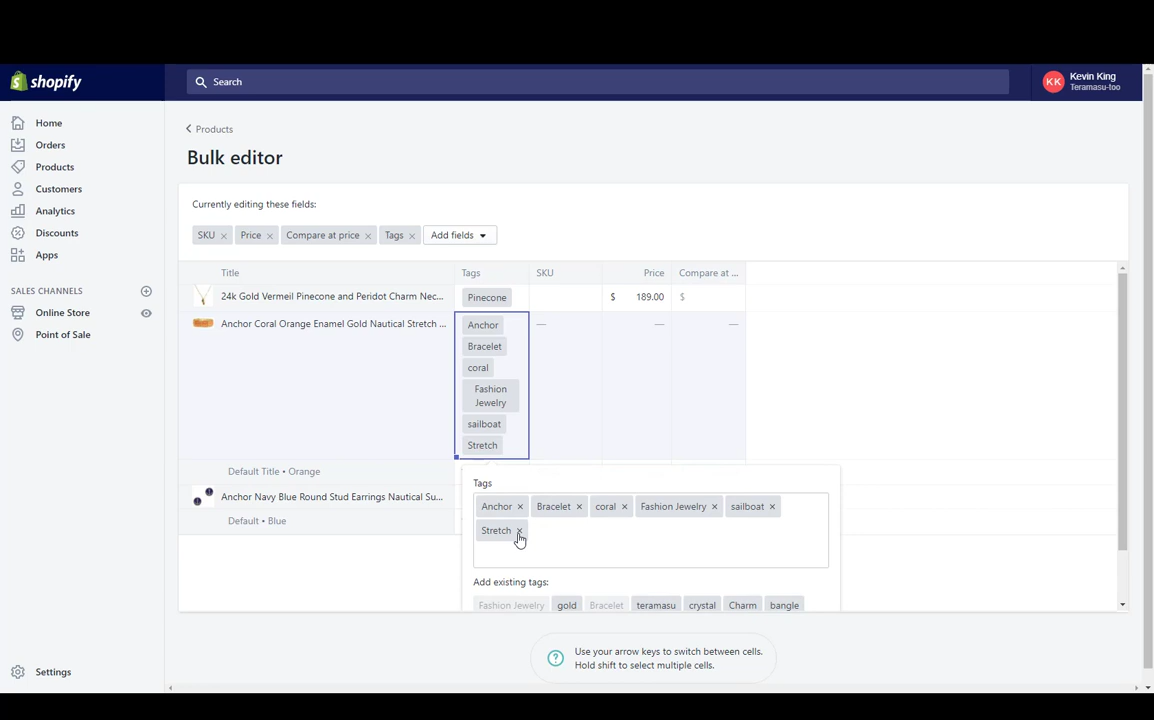 shopify
Search
KK
Kevin King
Teramasu-too
Home
Orders
Products
Customers
Analytics
Discounts
Apps
SALES CHANNELS
Online Store
Point of Sale
Settings
Products
Bulk editor
Currently editing these fields:
SKU × Price × Compare at price × Tags × Add fields
Title Tags SKU Price Compare at ...
24k Gold Vermeil Pinecone and Peridot Charm Nec... Pinecone $ 189.00 $
Anchor Coral Orange Enamel Gold Nautical Stretch ... Anchor — — —
Bracelet
coral
Fashion
Jewelry
sailboat
Stretch
Default Title • Orange
Anchor Navy Blue Round Stud Earrings Nautical Su...
Default • Blue
Tags
Anchor × Bracelet × coral × Fashion Jewelry × sailboat ×
Stretch ×
Add existing tags:
Fashion Jewelry gold Bracelet teramasu crystal Charm bangle
? Use your arrow keys to switch between cells.
Hold shift to select multiple cells.